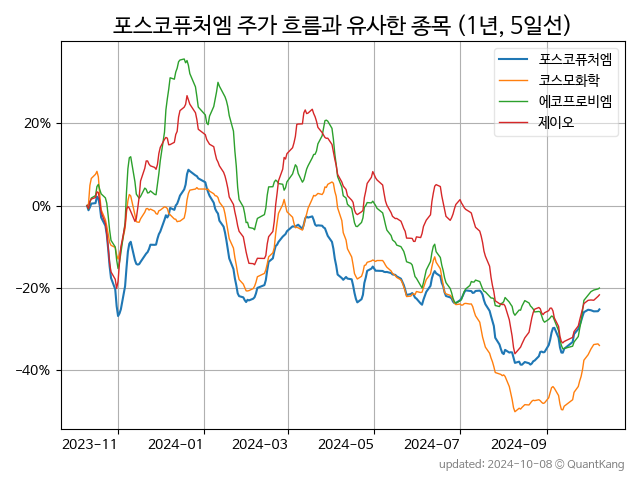 포스코퓨처엠 주가 흐름과 유사한 종목 (1년, 5일선)
포스코퓨처엠
코스모화학
에코프로비엠
제이오
20%
0%
−20%
−40%
2023-11
2024-01
2024-03
2024-05
2024-07
2024-09
updated: 2024-10-08 © QuantKang